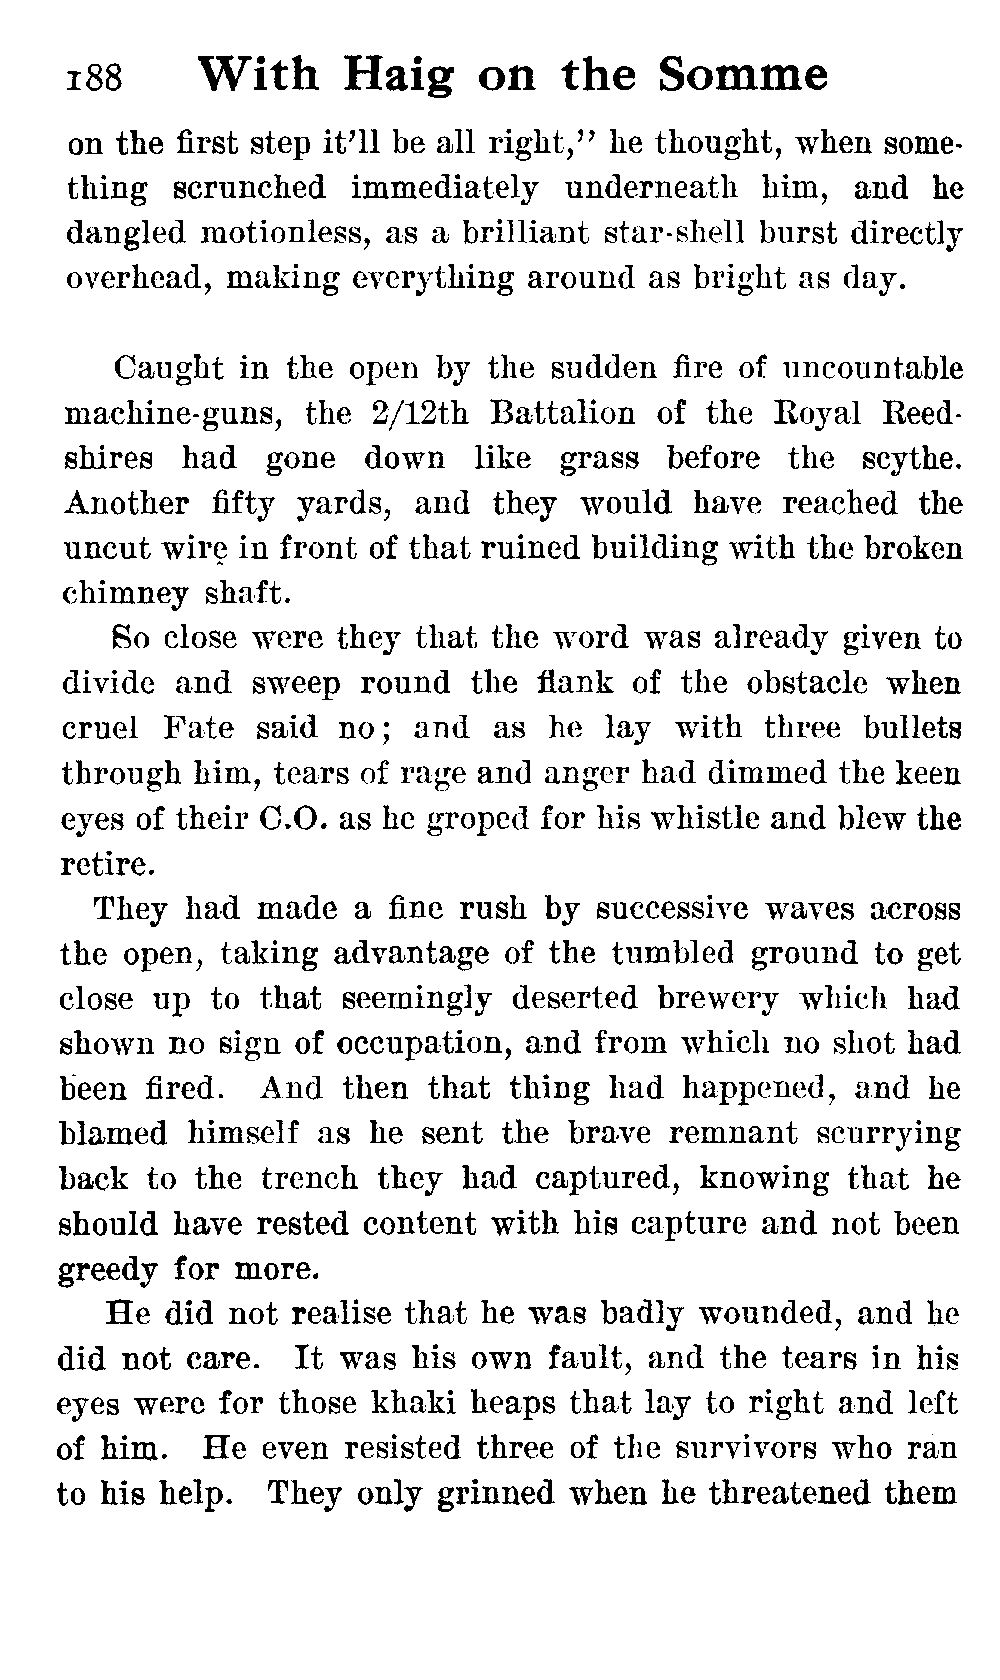 188 With Haig on the Somme
on the first step it'll be all right," he thought, when some-
thing scrunched immediately underneath him, and he
dangled motionless, as a brilliant star-shell burst directly
overhead, making everything around as bright as day.
Caught in the open by the sudden fire of uncountable
machine-guns, the 2/12th Battalion of the Royal Reed-
shires had gone down like grass before the scythe.
Another fifty yards, and they would have reached the
uncut wire in front of that ruined building with the broken
chimney shaft.
So close were they that the word was already given to
divide and sweep round the flank of the obstacle when
cruel Fate said no; and as he lay with three bullets
through him, tears of rage and anger had dimmed the keen
eyes of their C.O. as he groped for his whistle and blew the
retire.
They had made a fine rush by successive waves across
the open, taking advantage of the tumbled ground to get
close up to that seemingly deserted brewery which had
shown no sign of occupation, and from which no shot had
been fired. And then that thing had happened, and he
blamed himself as he sent the brave remnant scurrying
back to the trench they had captured, knowing that he
should have rested content with his capture and not been
greedy for more.
He did not realise that he was badly wounded, and he
did not care. It was his own fault, and the tears in his
eyes were for those khaki heaps that lay to right and left
of him. He even resisted three of the survivors who ran
to his help. They only grinned when he threatened them